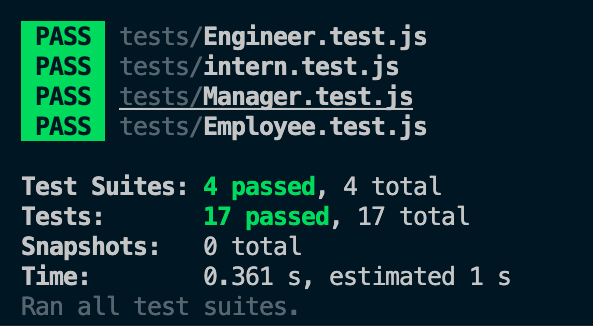 PASS tests/Engineer.test.js
PASS tests/intern.test.js
PASS tests/Manager.test.js
PASS tests/Employee.test.js
Test Suites: 4 passed, 4 total
Tests: 17 passed, 17 total
Snapshots: 0 total
Time: 0.361 s, estimated 1 s
Ran all test suites.